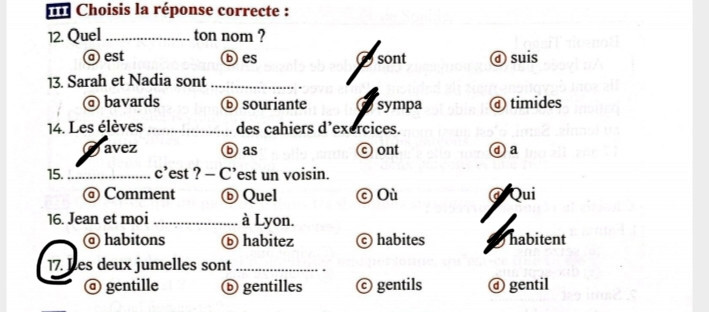 III Choisis la réponse correcte :
12. Quel .................... ton nom ?
a est b es c sont d suis
13. Sarah et Nadia sont ....................
a bavards b souriante c sympa d timides
14. Les élèves .................... des cahiers d'exercices.
a avez b as c ont d a
15. .................... c'est ? – C'est un voisin.
a Comment b Quel c Où d Qui
16. Jean et moi .................... à Lyon.
a habitons b habitez c habites d habitent
17. Les deux jumelles sont .................... .
a gentille b gentilles c gentils d gentil